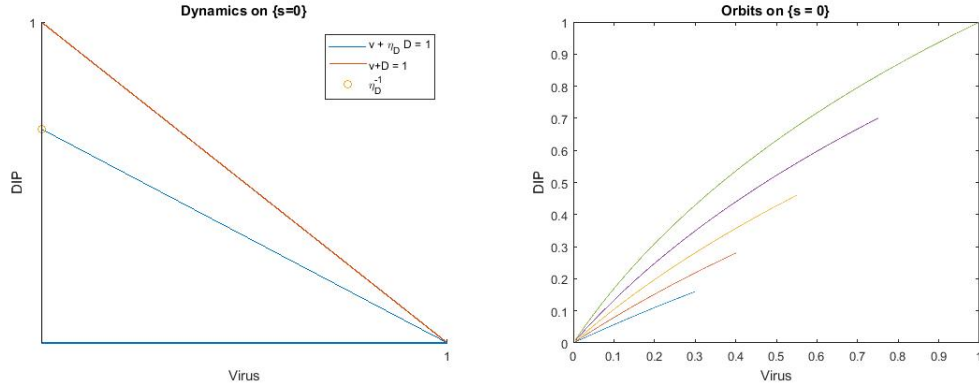 Dynamics on {s=0}
1
DIP
v + η_D D = 1
v+D = 1
η_D^-1
1
Virus
Orbits on {s = 0}
1
0.9
0.8
0.7
0.6
0.5
0.4
0.3
0.2
0.1
0
DIP
0 0.1 0.2 0.3 0.4 0.5 0.6 0.7 0.8 0.9 1
Virus